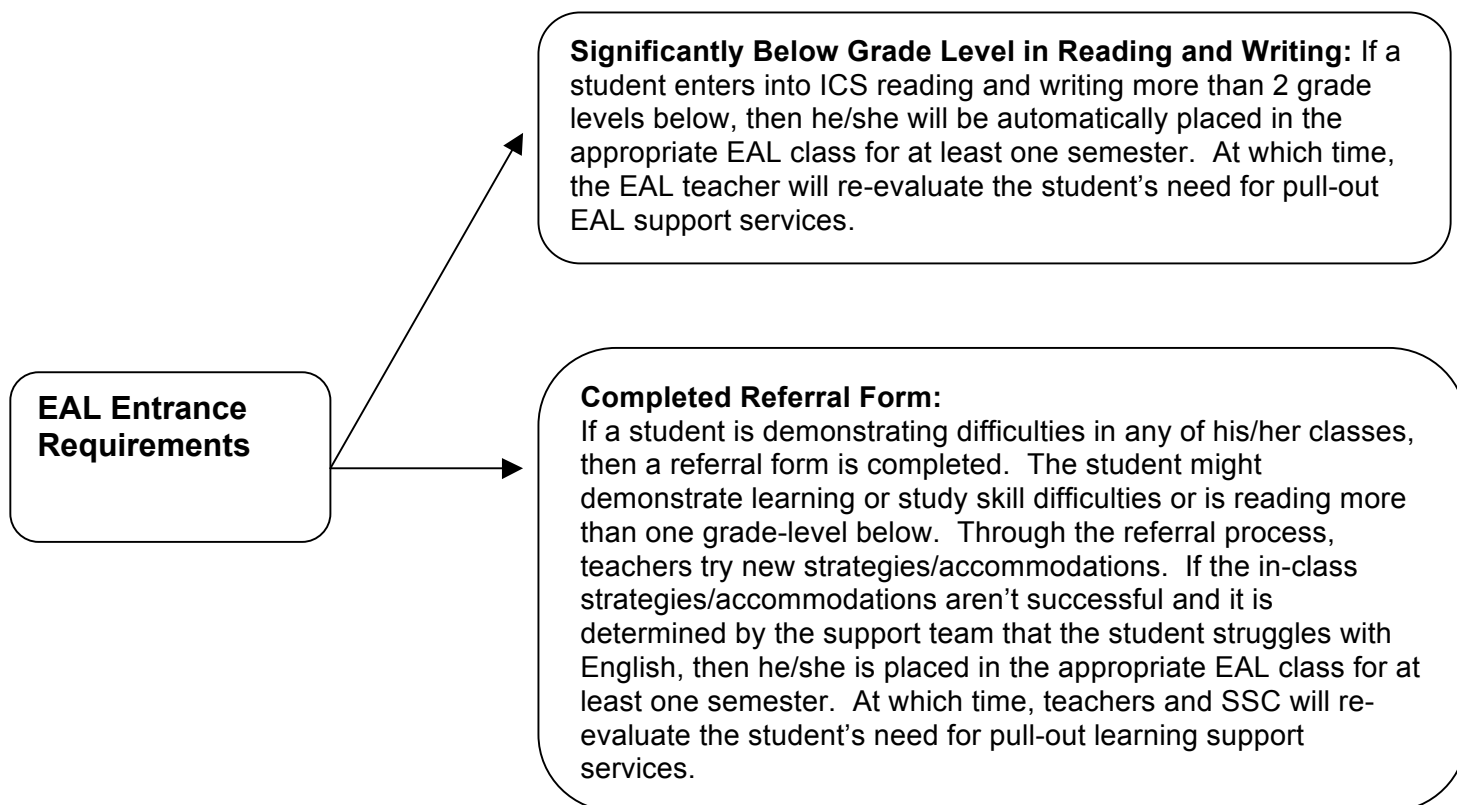 Significantly Below Grade Level in Reading and Writing: If a
student enters into ICS reading and writing more than 2 grade
levels below, then he/she will be automatically placed in the
appropriate EAL class for at least one semester.  At which time,
the EAL teacher will re-evaluate the student's need for pull-out
EAL support services.
EAL Entrance
Requirements
Completed Referral Form:
If a student is demonstrating difficulties in any of his/her classes,
then a referral form is completed.  The student might
demonstrate learning or study skill difficulties or is reading more
than one grade-level below.  Through the referral process,
teachers try new strategies/accommodations.  If the in-class
strategies/accommodations aren't successful and it is
determined by the support team that the student struggles with
English, then he/she is placed in the appropriate EAL class for at
least one semester.  At which time, teachers and SSC will re-
evaluate the student's need for pull-out learning support
services.